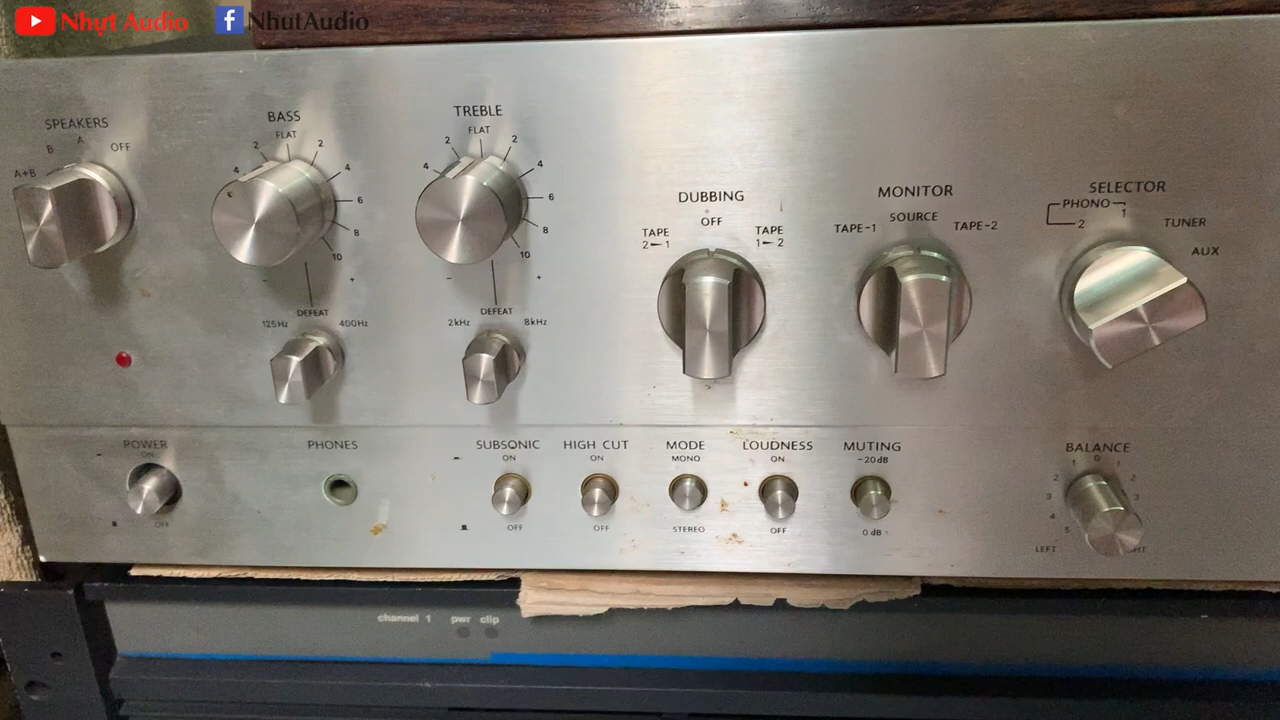 Nhựt Audio NhựtAudio
SPEAKERS
A+B B A OFF
BASS
FLAT
4 2 2 4 6 8 10
- +
TREBLE
FLAT
4 2 2 4 6 8 10
- +
DEFEAT
125Hz 400Hz
DEFEAT
2kHz 8kHz
DUBBING
OFF
TAPE
2←1
TAPE
1←2
MONITOR
TAPE-1 SOURCE TAPE-2
SELECTOR
PHONO 1
2
TUNER
AUX
POWER
ON
OFF
PHONES
SUBSONIC
ON
OFF
HIGH CUT
ON
OFF
MODE
MONO
STEREO
LOUDNESS
ON
OFF
MUTING
-20dB
0dB
BALANCE
0
1 1
2 2
3 3
4
5
LEFT HT
channel 1 pwr clip